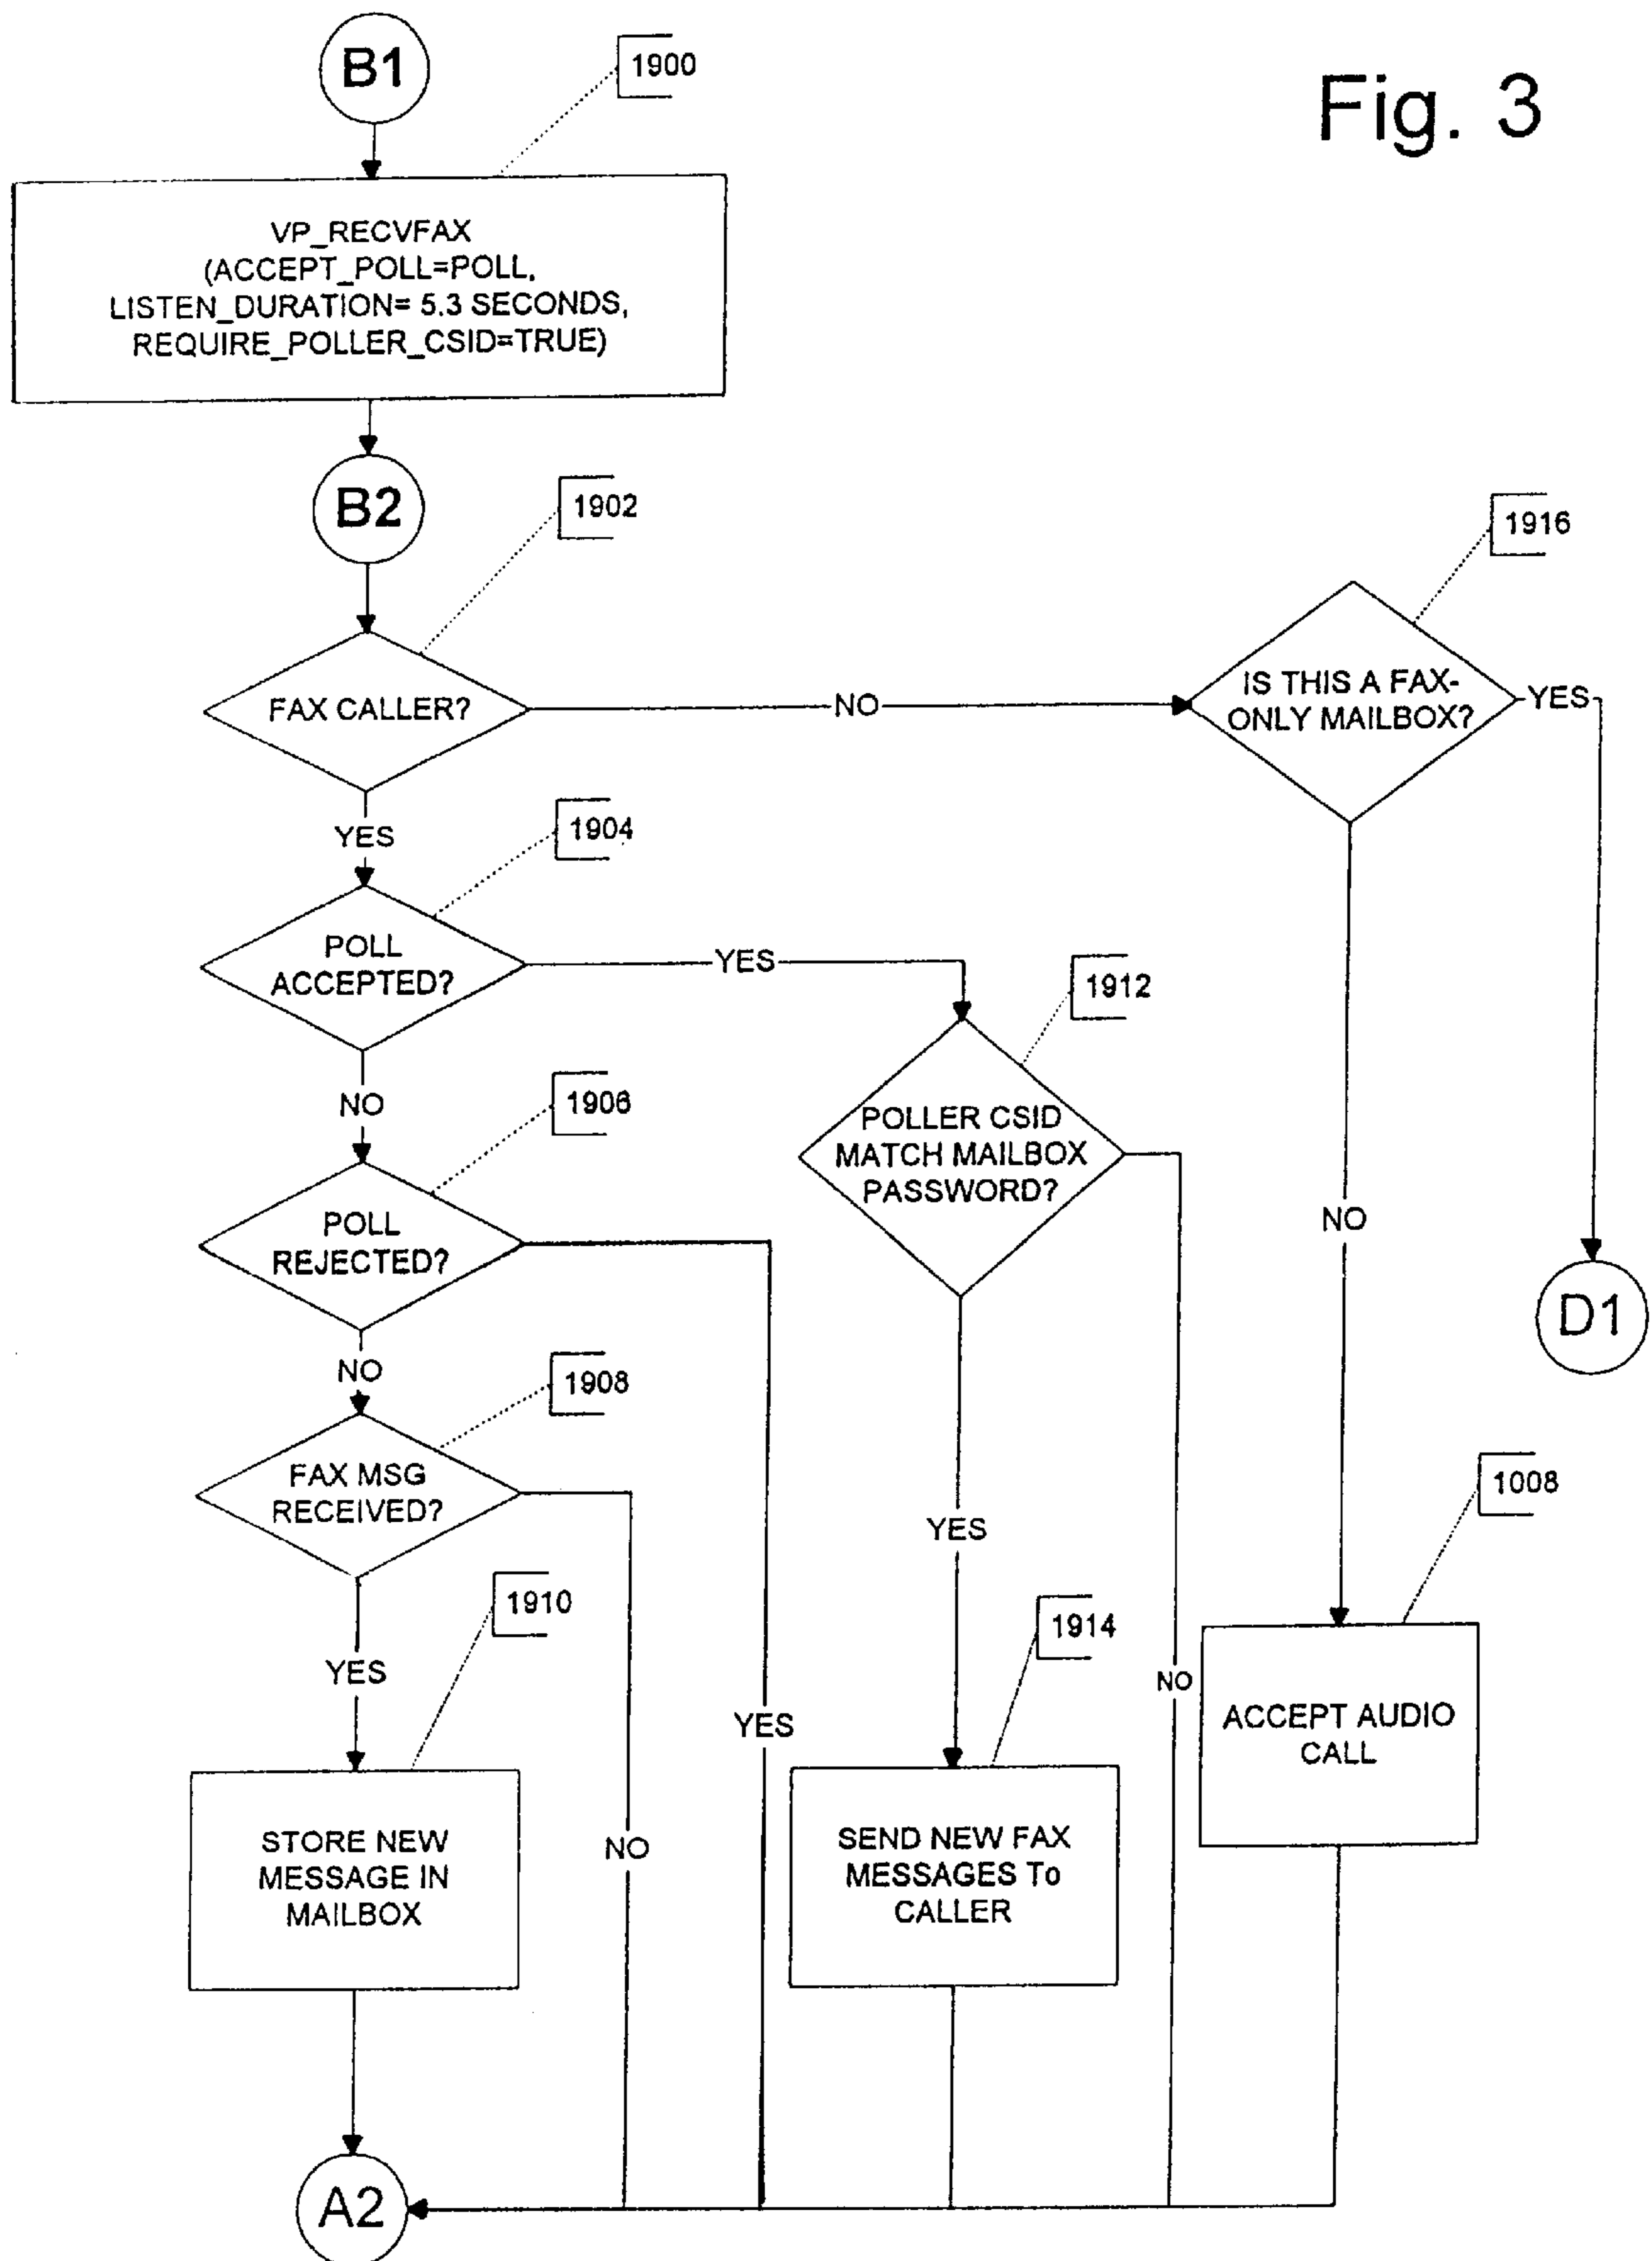 B1
1900
Fig. 3
VP_RECVFAX
(ACCEPT_POLL=POLL,
LISTEN_DURATION= 5.3 SECONDS,
REQUIRE_POLLER_CSID=TRUE)
B2
1902
1916
FAX CALLER?
NO
IS THIS A FAX-
ONLY MAILBOX?
YES
YES
1904
POLL
ACCEPTED?
YES
1912
NO
1906
POLLER CSID
MATCH MAILBOX
PASSWORD?
POLL
REJECTED?
NO
D1
NO
1908
FAX MSG
RECEIVED?
1008
YES
1910
1914
YES
NO
YES
ACCEPT AUDIO
CALL
STORE NEW
MESSAGE IN
MAILBOX
NO
SEND NEW FAX
MESSAGES To
CALLER
A2